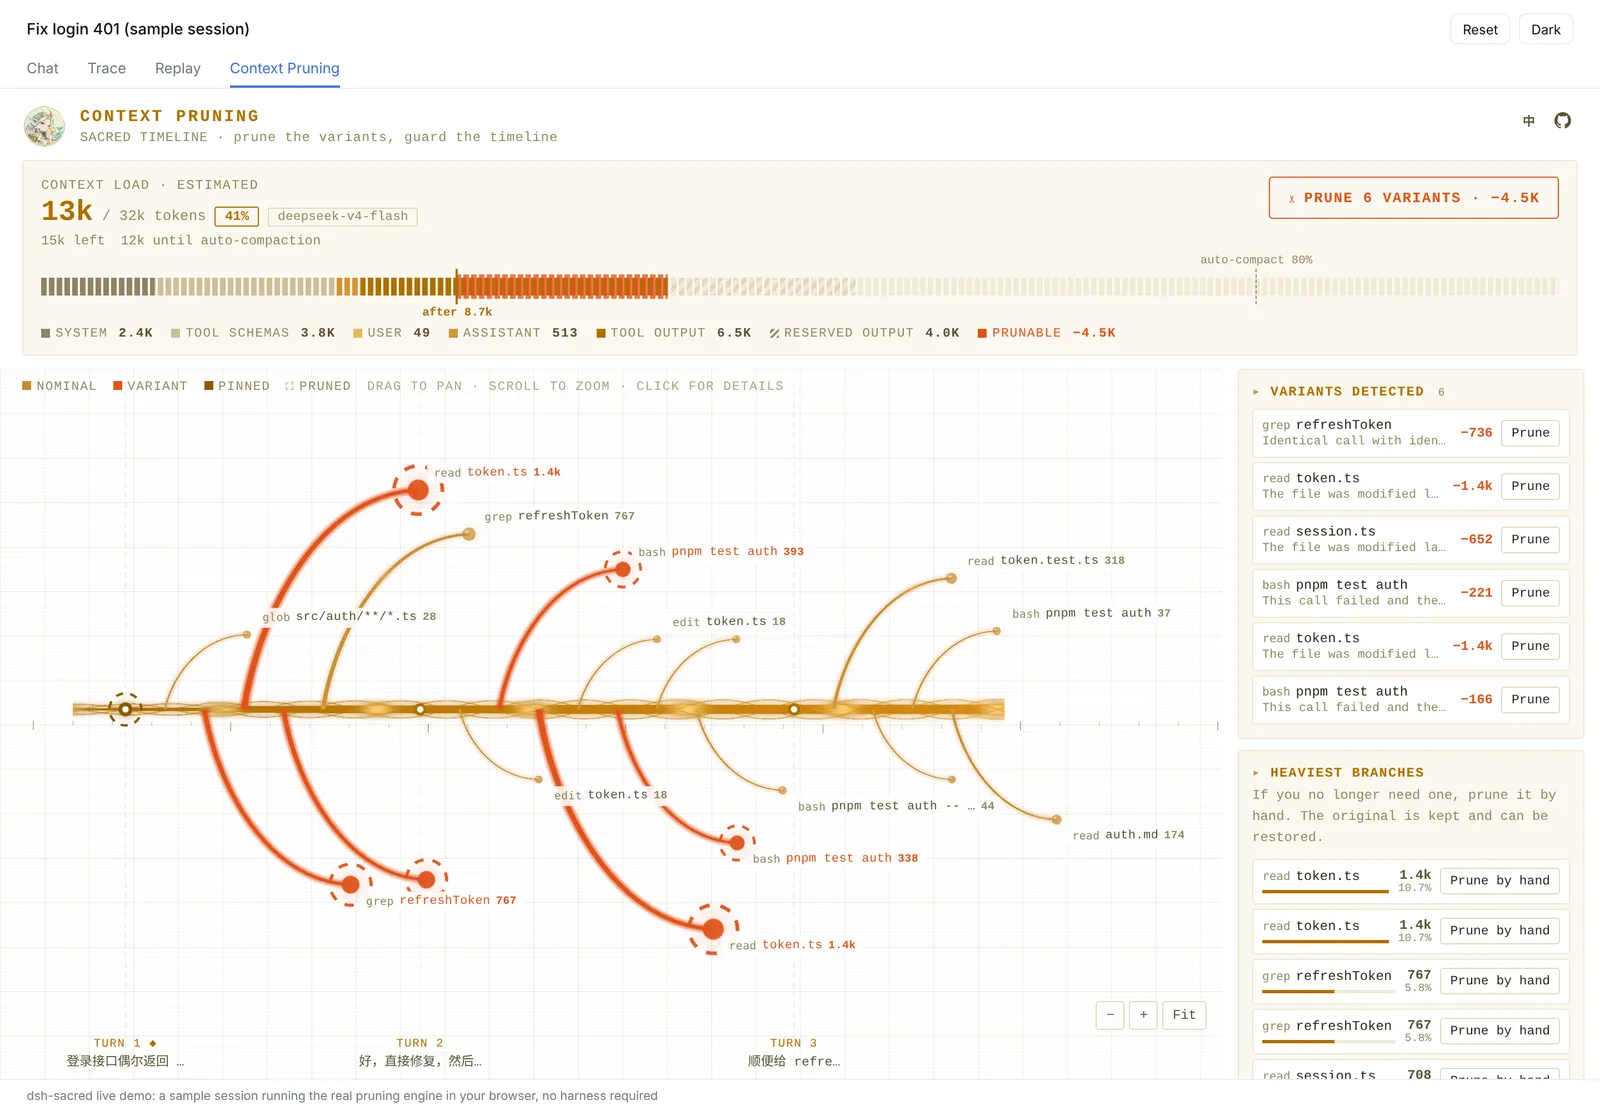 Fix login 401 (sample session)
Reset
Dark
Chat
Trace
Replay
Context Pruning
CONTEXT PRUNING
SACRED TIMELINE · prune the variants, guard the timeline
中
CONTEXT LOAD · ESTIMATED
13k / 32k tokens 41% deepseek-v4-flash
15k left 12k until auto-compaction
PRUNE 6 VARIANTS · −4.5K
auto-compact 80%
after 8.7k
SYSTEM 2.4K TOOL SCHEMAS 3.8K USER 49 ASSISTANT 513 TOOL OUTPUT 6.5K RESERVED OUTPUT 4.0K PRUNABLE −4.5K
NOMINAL VARIANT PINNED PRUNED DRAG TO PAN · SCROLL TO ZOOM · CLICK FOR DETAILS
read token.ts 1.4k
grep refreshToken 767
bash pnpm test auth 393
read token.test.ts 318
glob src/auth/**/*.ts 28
edit token.ts 18
bash pnpm test auth 37
edit token.ts 18
bash pnpm test auth -- … 44
read auth.md 174
bash pnpm test auth 338
grep refreshToken 767
read token.ts 1.4k
− + Fit
TURN 1 ◆
登录接口偶尔返回 …
TURN 2
好，直接修复，然后…
TURN 3
顺便给 refre…
VARIANTS DETECTED 6
grep refreshToken
Identical call with iden…
−736
Prune
read token.ts
The file was modified l…
−1.4k
Prune
read session.ts
The file was modified la…
−652
Prune
bash pnpm test auth
This call failed and the…
−221
Prune
read token.ts
The file was modified l…
−1.4k
Prune
bash pnpm test auth
This call failed and the…
−166
Prune
HEAVIEST BRANCHES
If you no longer need one, prune it by
hand. The original is kept and can be
restored.
read token.ts
1.4k
10.7%
Prune by hand
read token.ts
1.4k
10.7%
Prune by hand
grep refreshToken
767
5.8%
Prune by hand
grep refreshToken
767
5.8%
Prune by hand
read session.ts
708
Prune by hand
dsh-sacred live demo: a sample session running the real pruning engine in your browser, no harness required